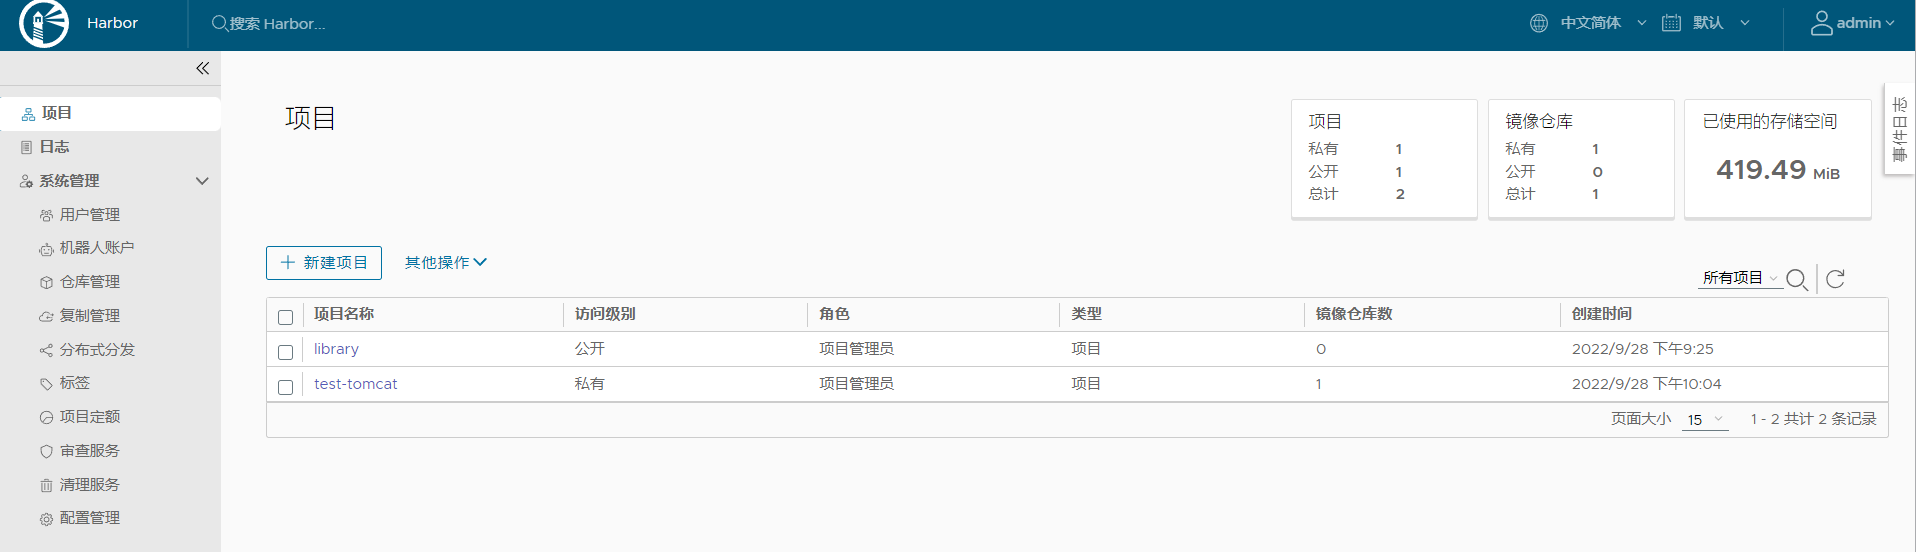 Harbor
搜索 Harbor...
中文简体
默认
admin
项目
日志
系统管理
用户管理
机器人账户
仓库管理
复制管理
分布式分发
标签
项目定额
审查服务
清理服务
配置管理
项目
项目
私有 1
公开 1
总计 2
镜像仓库
私有 1
公开 0
总计 1
已使用的存储空间
419.49 MiB
事件日志
新建项目
其他操作
所有项目
项目名称 访问级别 角色 类型 镜像仓库数 创建时间
library 公开 项目管理员 项目 0 2022/9/28 下午9:25
test-tomcat 私有 项目管理员 项目 1 2022/9/28 下午10:04
页面大小 15 1 - 2 共计 2 条记录